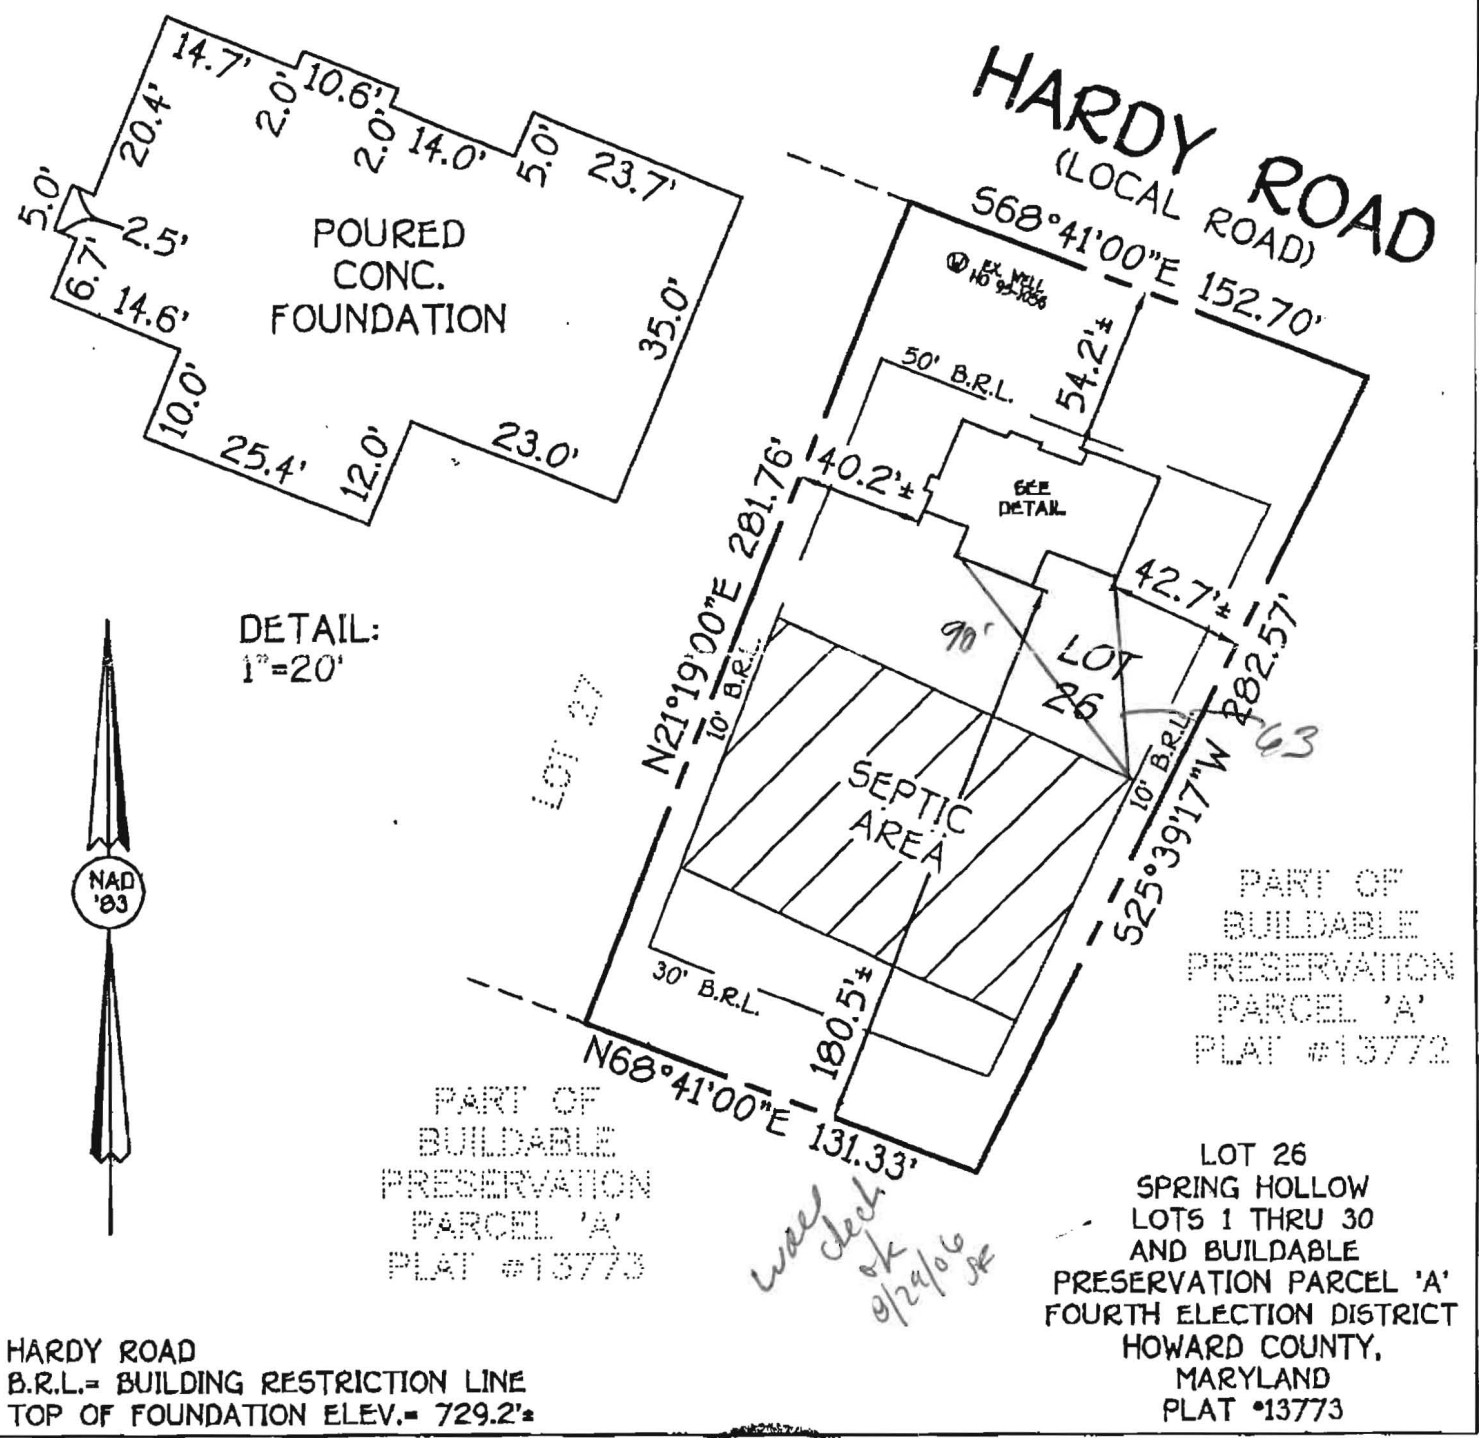 14.7'
2.0'
10.6'
2.0'
14.0'
5.0'
23.7'
20.4'
5.0'
2.5'
6.7'
14.6'
10.0'
25.4'
12.0'
23.0'
35.0'
POURED
CONC.
FOUNDATION
DETAIL:
1"=20'
HARDY ROAD
(LOCAL ROAD)
S68°41'00"E 152.70'
W EX. WELL
HO 95-1056
54.2'±
50' B.R.L.
40.2'±
SEE
DETAIL
42.7'±
N21°19'00"E 281.76'
10' B.R.L.
90'
LOT
26
63
S25°39'17"W 282.57'
10' B.R.L.
LOT 27
SEPTIC
AREA
180.5'±
30' B.R.L.
N68°41'00"E 131.33'
NAD
'83
PART OF
BUILDABLE
PRESERVATION
PARCEL 'A'
PLAT #13772
PART OF
BUILDABLE
PRESERVATION
PARCEL 'A'
PLAT #13773
check
ok
LOT 26
SPRING HOLLOW
LOTS 1 THRU 30
AND BUILDABLE
PRESERVATION PARCEL 'A'
FOURTH ELECTION DISTRICT
HOWARD COUNTY,
MARYLAND
PLAT #13773
HARDY ROAD
B.R.L.= BUILDING RESTRICTION LINE
TOP OF FOUNDATION ELEV.= 729.2'±